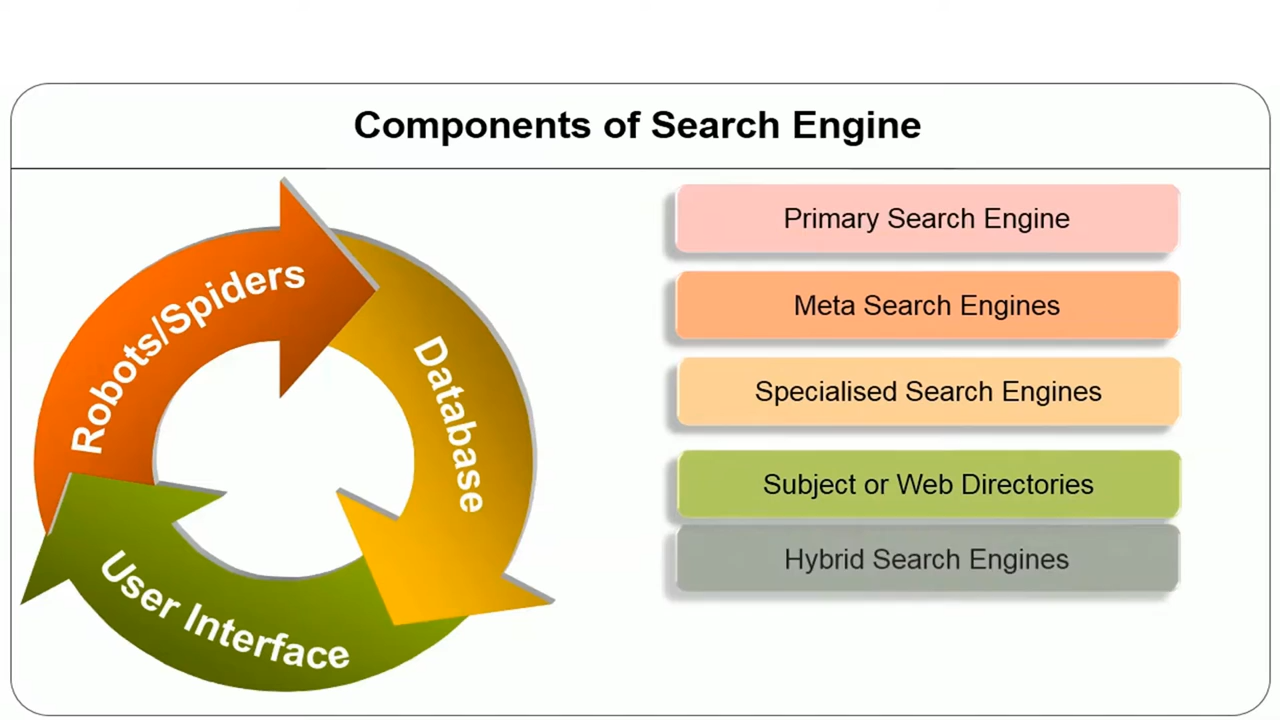 Components of Search Engine
Robots/Spiders
Database
User Interface
Primary Search Engine
Meta Search Engines
Specialised Search Engines
Subject or Web Directories
Hybrid Search Engines